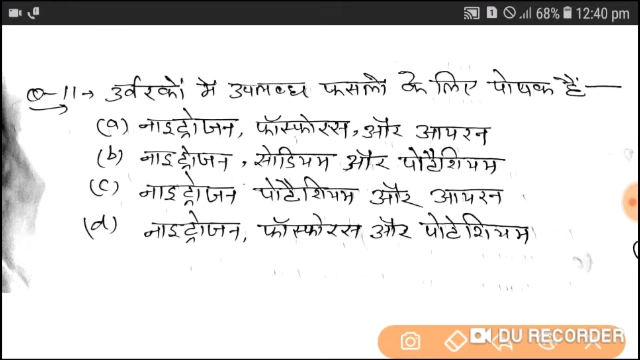 68% 12:40 pm
Q-11→ उर्वरकों में उपलब्ध फसलों के लिए पोषक हैं—
(a) नाइट्रोजन, फॉस्फोरस, और आयरन
(b) नाइट्रोजन, सोडियम और पोटैशियम
(c) नाइट्रोजन पोटैशियम और आयरन
(d) नाइट्रोजन, फॉस्फोरस और पोटेशियम
DU RECORDER